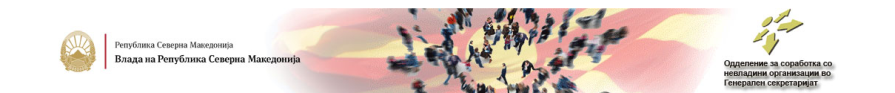 Република Северна Македонија
Влада на Република Северна Македонија
Одделение за соработка со
невладини организации во
Генерален секретаријат